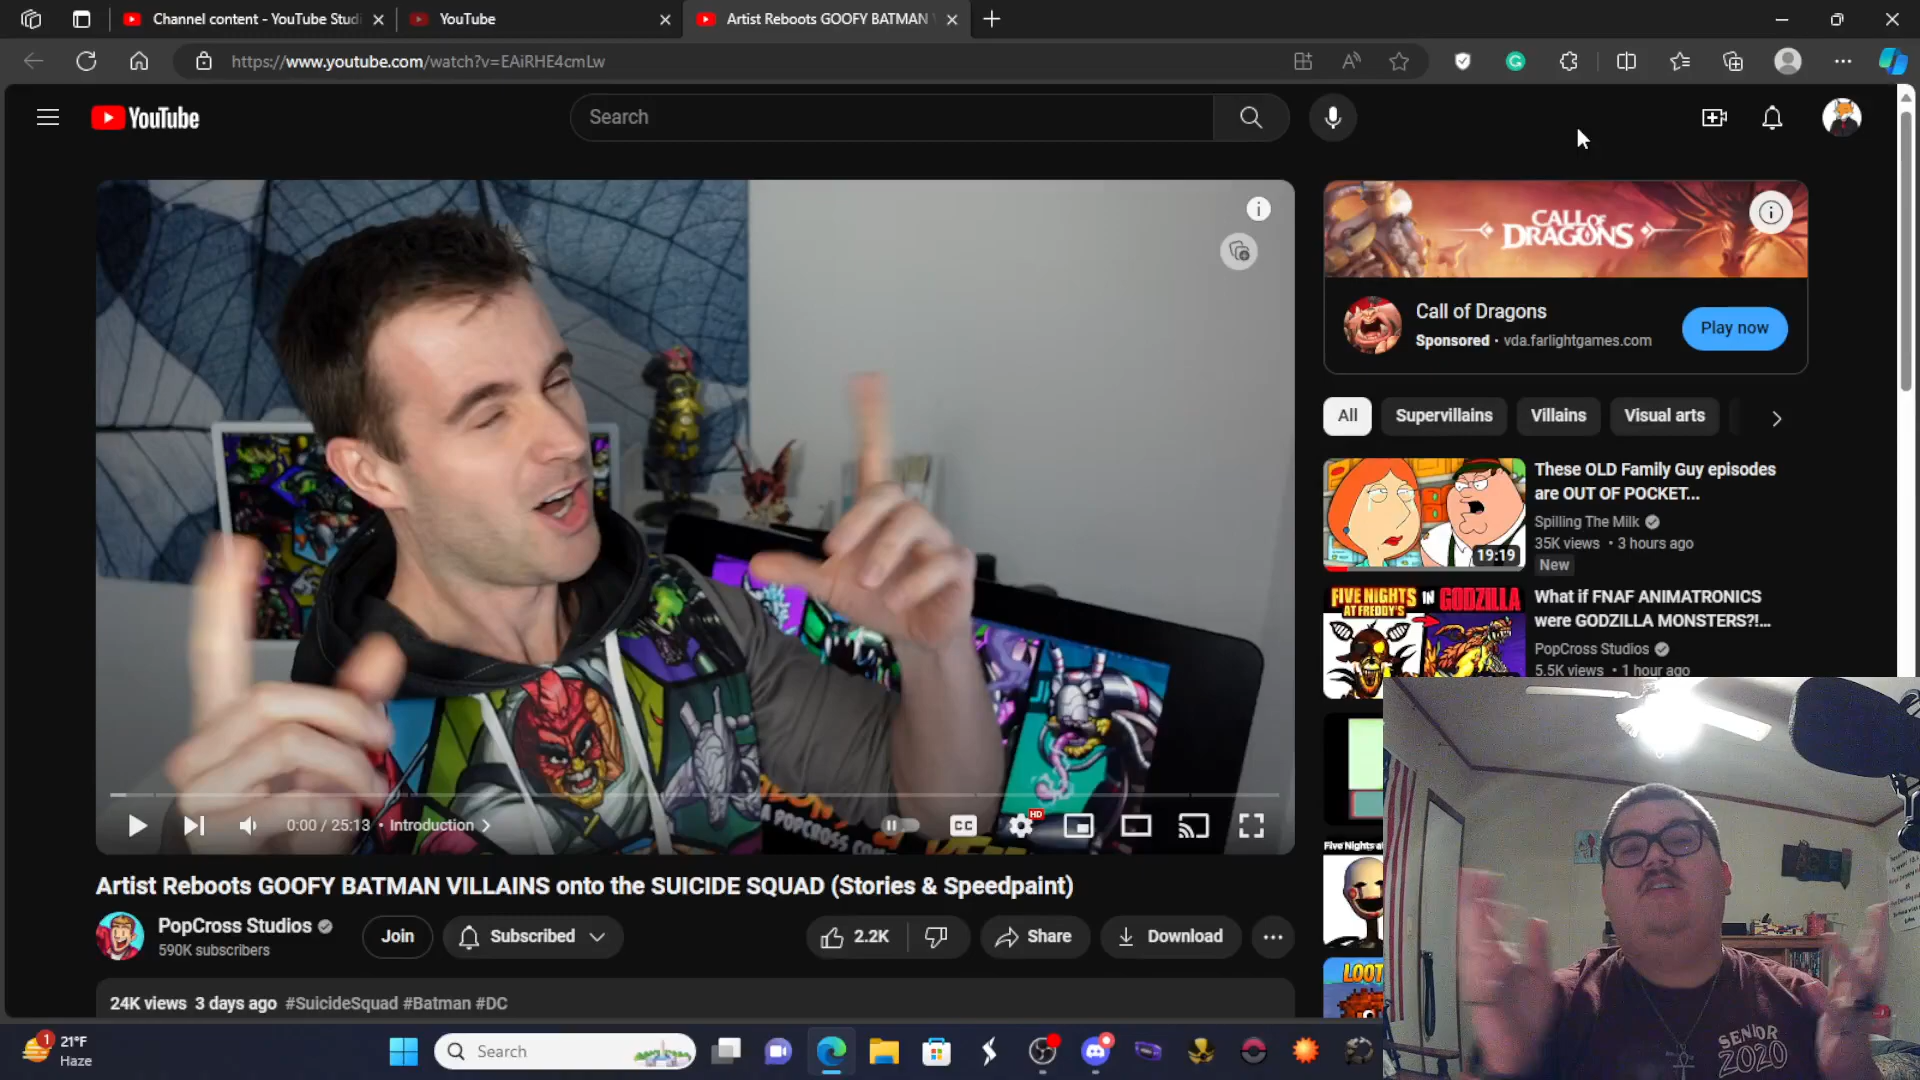 Channel content - YouTube Studi
YouTube
Artist Reboots GOOFY BATMAN
https://www.youtube.com/watch?v=EAiRHE4cmLw
YouTube
Search
CALL OF
DRAGONS
Call of Dragons
Sponsored • vda.farlightgames.com
Play now
All
Supervillains
Villains
Visual arts
19:19
These OLD Family Guy episodes
are OUT OF POCKET...
Spilling The Milk
35K views • 3 hours ago
New
FIVE NIGHTS AT FREDDY'S IN GODZILLA
What if FNAF ANIMATRONICS
were GODZILLA MONSTERS?!...
PopCross Studios
5.5K views • 1 hour ago
0:00 / 25:13 • Introduction
CC
HD
Artist Reboots GOOFY BATMAN VILLAINS onto the SUICIDE SQUAD (Stories & Speedpaint)
PopCross Studios
590K subscribers
Join
Subscribed
2.2K
Share
Download
24K views 3 days ago #SuicideSquad #Batman #DC
LOOT
SENIOR
2020
1
21°F
Haze
Search